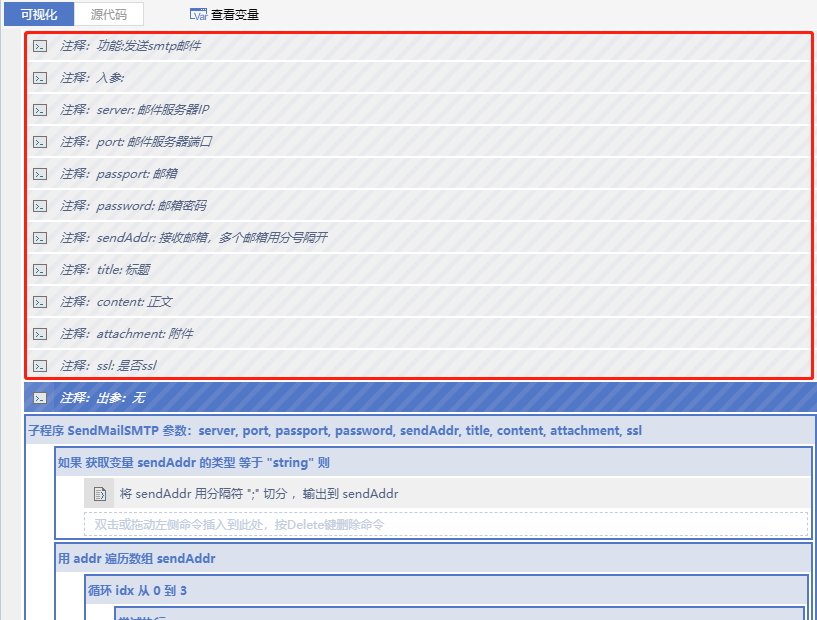 可视化 源代码 Var 查看变量
注释：功能:发送smtp邮件
注释：入参:
注释：server: 邮件服务器IP
注释：port: 邮件服务器端口
注释：passport: 邮箱
注释：password: 邮箱密码
注释：sendAddr: 接收邮箱，多个邮箱用分号隔开
注释：title: 标题
注释：content: 正文
注释：attachment: 附件
注释：ssl: 是否ssl
注释：出参：无
子程序 SendMailSMTP 参数：server, port, passport, password, sendAddr, title, content, attachment, ssl
如果 获取变量 sendAddr 的类型 等于 "string" 则
将 sendAddr 用分隔符 ";" 切分 ，输出到 sendAddr
双击或拖动左侧命令插入到此处，按Delete键删除命令
用 addr 遍历数组 sendAddr
循环 idx 从 0 到 3